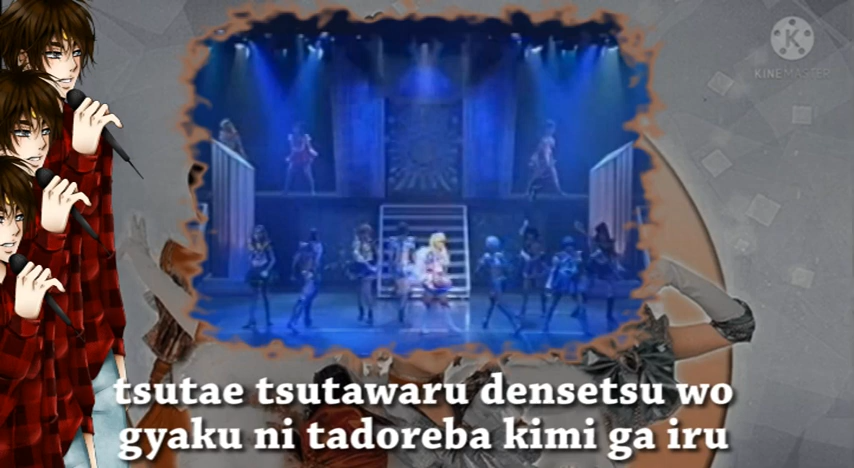 KINEMASTER
tsutae tsutawaru densetsu wo
gyaku ni tadoreba kimi ga iru